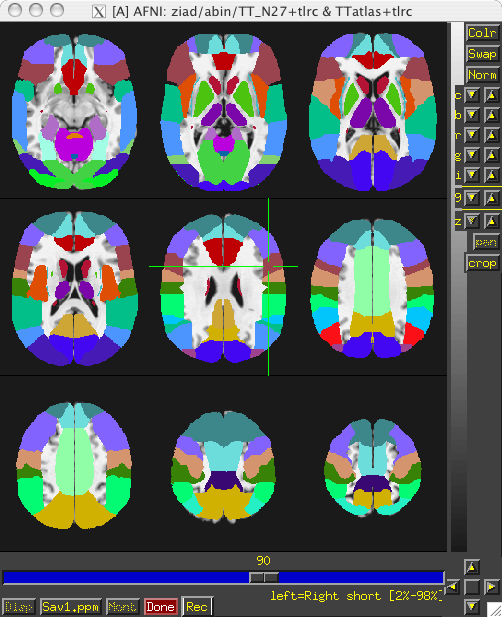 [A] AFNI: ziad/abin/TT_N27+tlrc & TTatlas+tlrc
Colr
Swap
Norm
c
b
r
g
i
9
z
pan
crop
90
left=Right short [2%-98%]
Disp Sav1.ppm Mont Done Rec